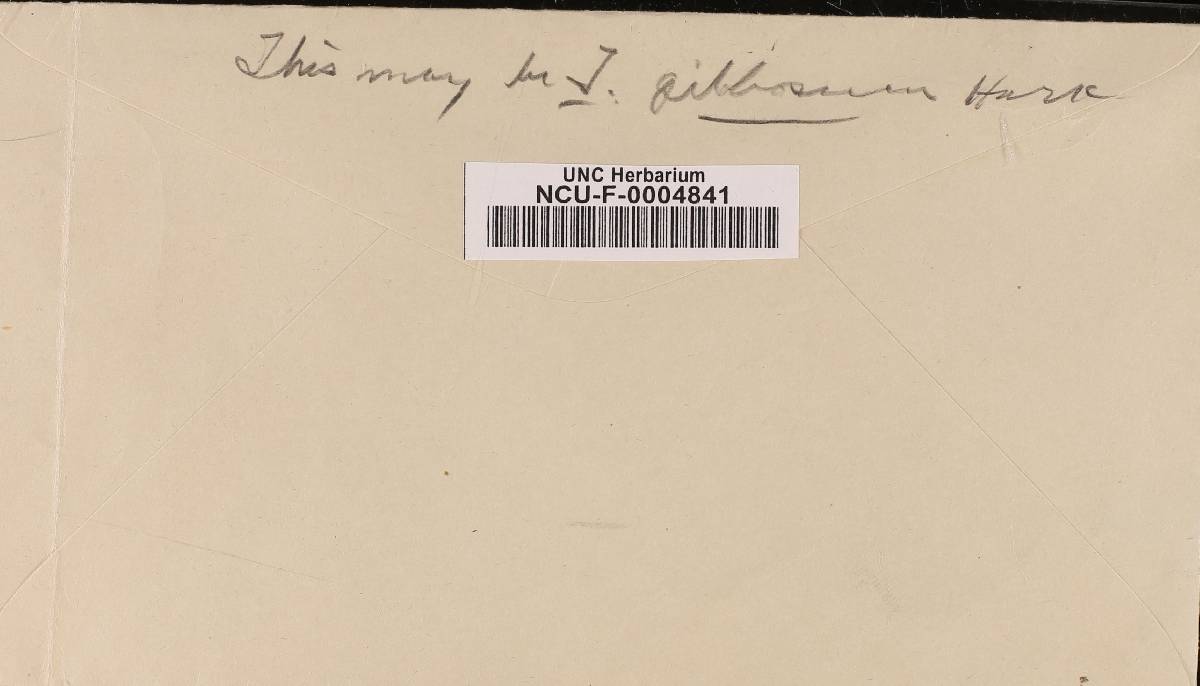 This may be T. gibbosum Hark
UNC Herbarium
NCU-F-0004841